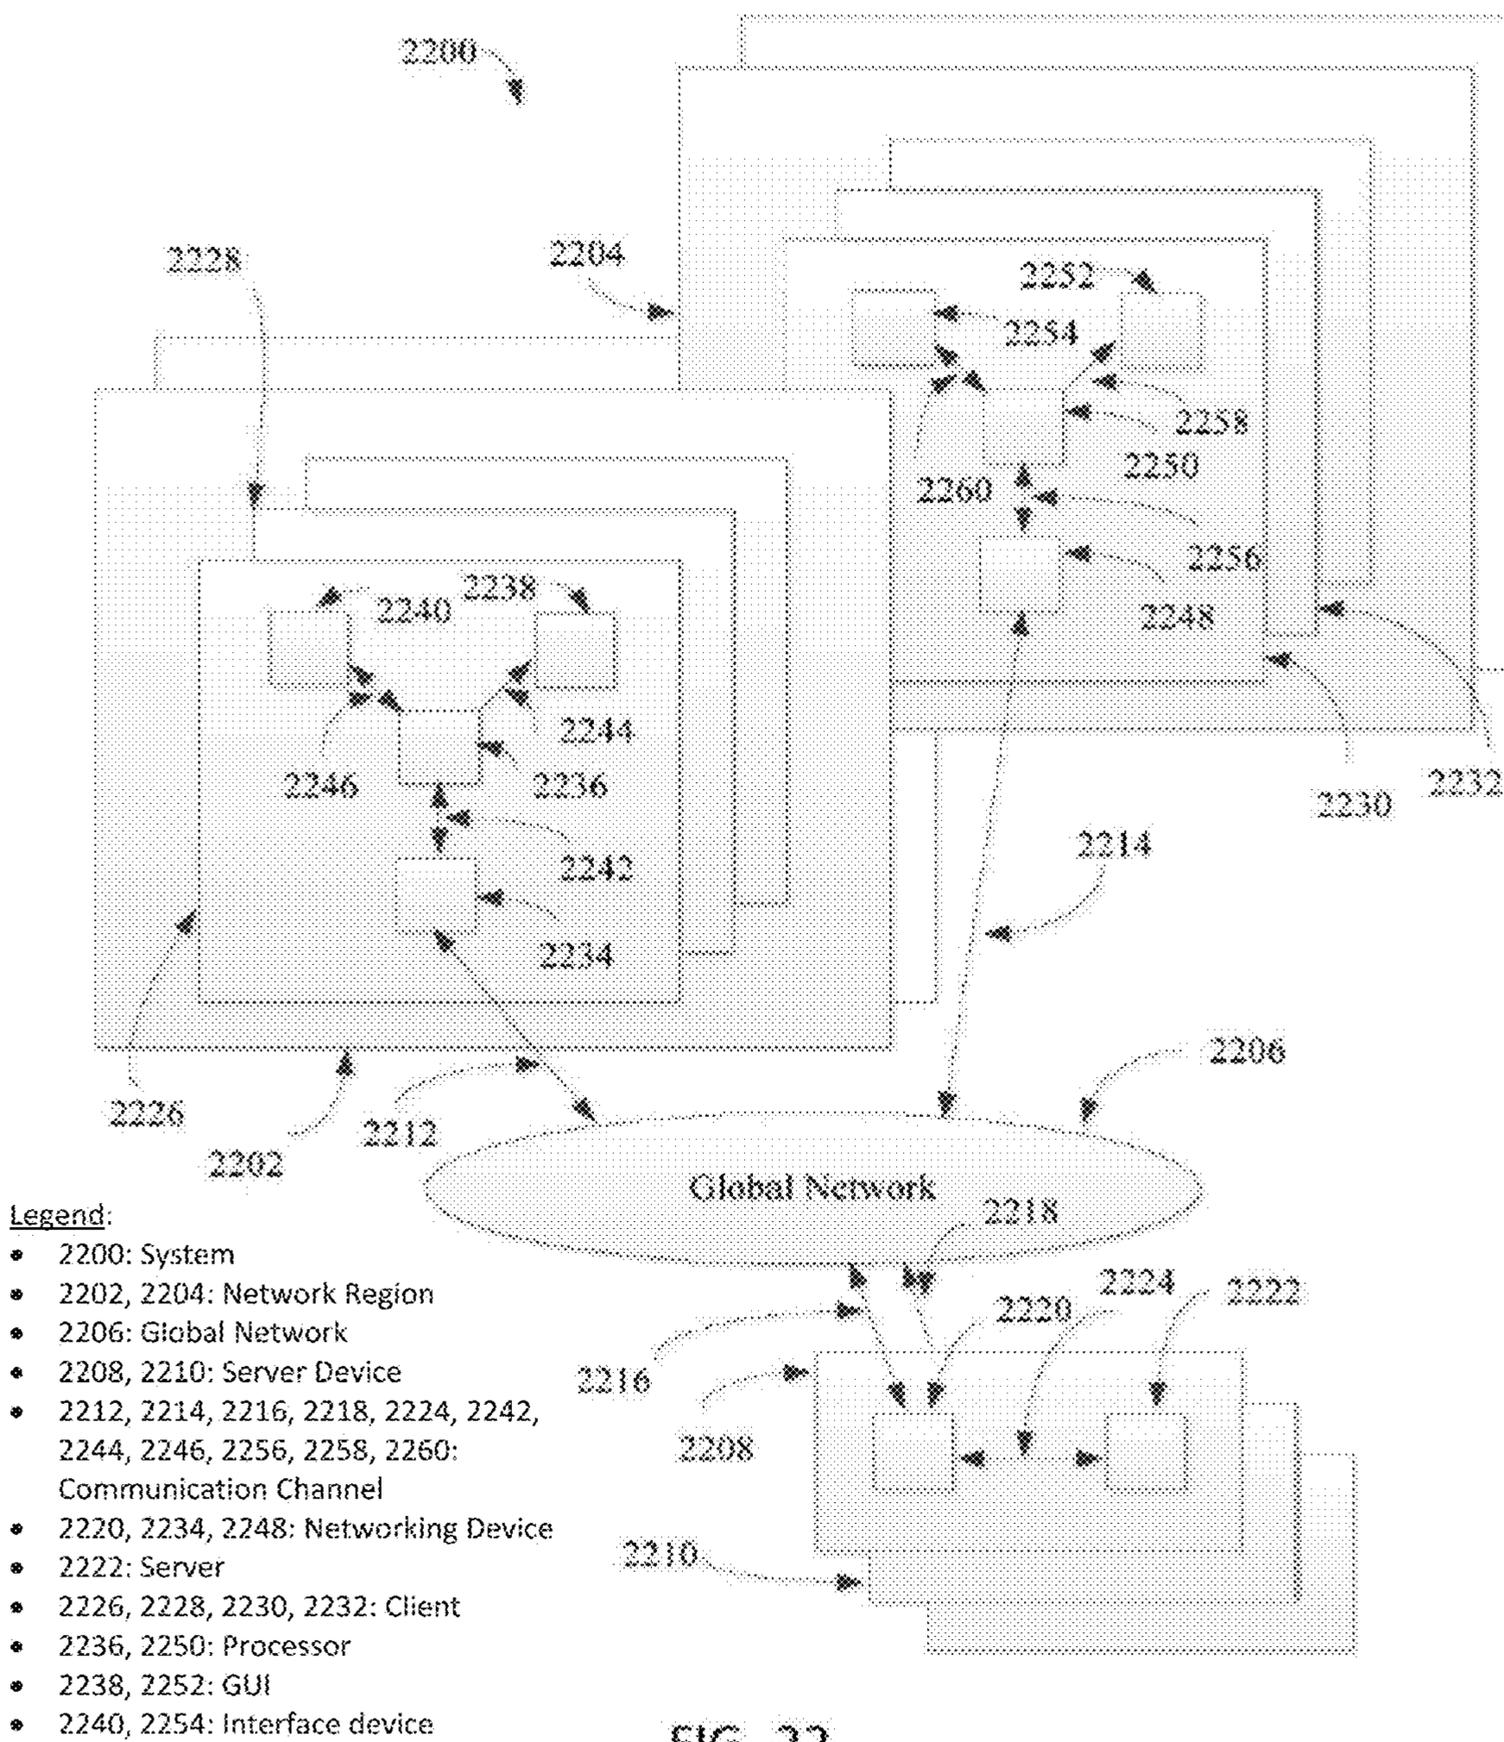 2200
2228
2204
2252
2254
2258
2250
2260
2256
2248
2240
2238
2244
2246
2236
2242
2234
2232
2230
2214
2226
2202
2212
2206
Global Network
2218
2216
2220
2224
2222
2208
2210
Legend:
• 2200: System
• 2202, 2204: Network Region
• 2206: Global Network
• 2208, 2210: Server Device
• 2212, 2214, 2216, 2218, 2224, 2242,
2244, 2246, 2256, 2258, 2260:
Communication Channel
• 2220, 2234, 2248: Networking Device
• 2222: Server
• 2226, 2228, 2230, 2232: Client
• 2236, 2250: Processor
• 2238, 2252: GUI
• 2240, 2254: Interface device
FIG. 22